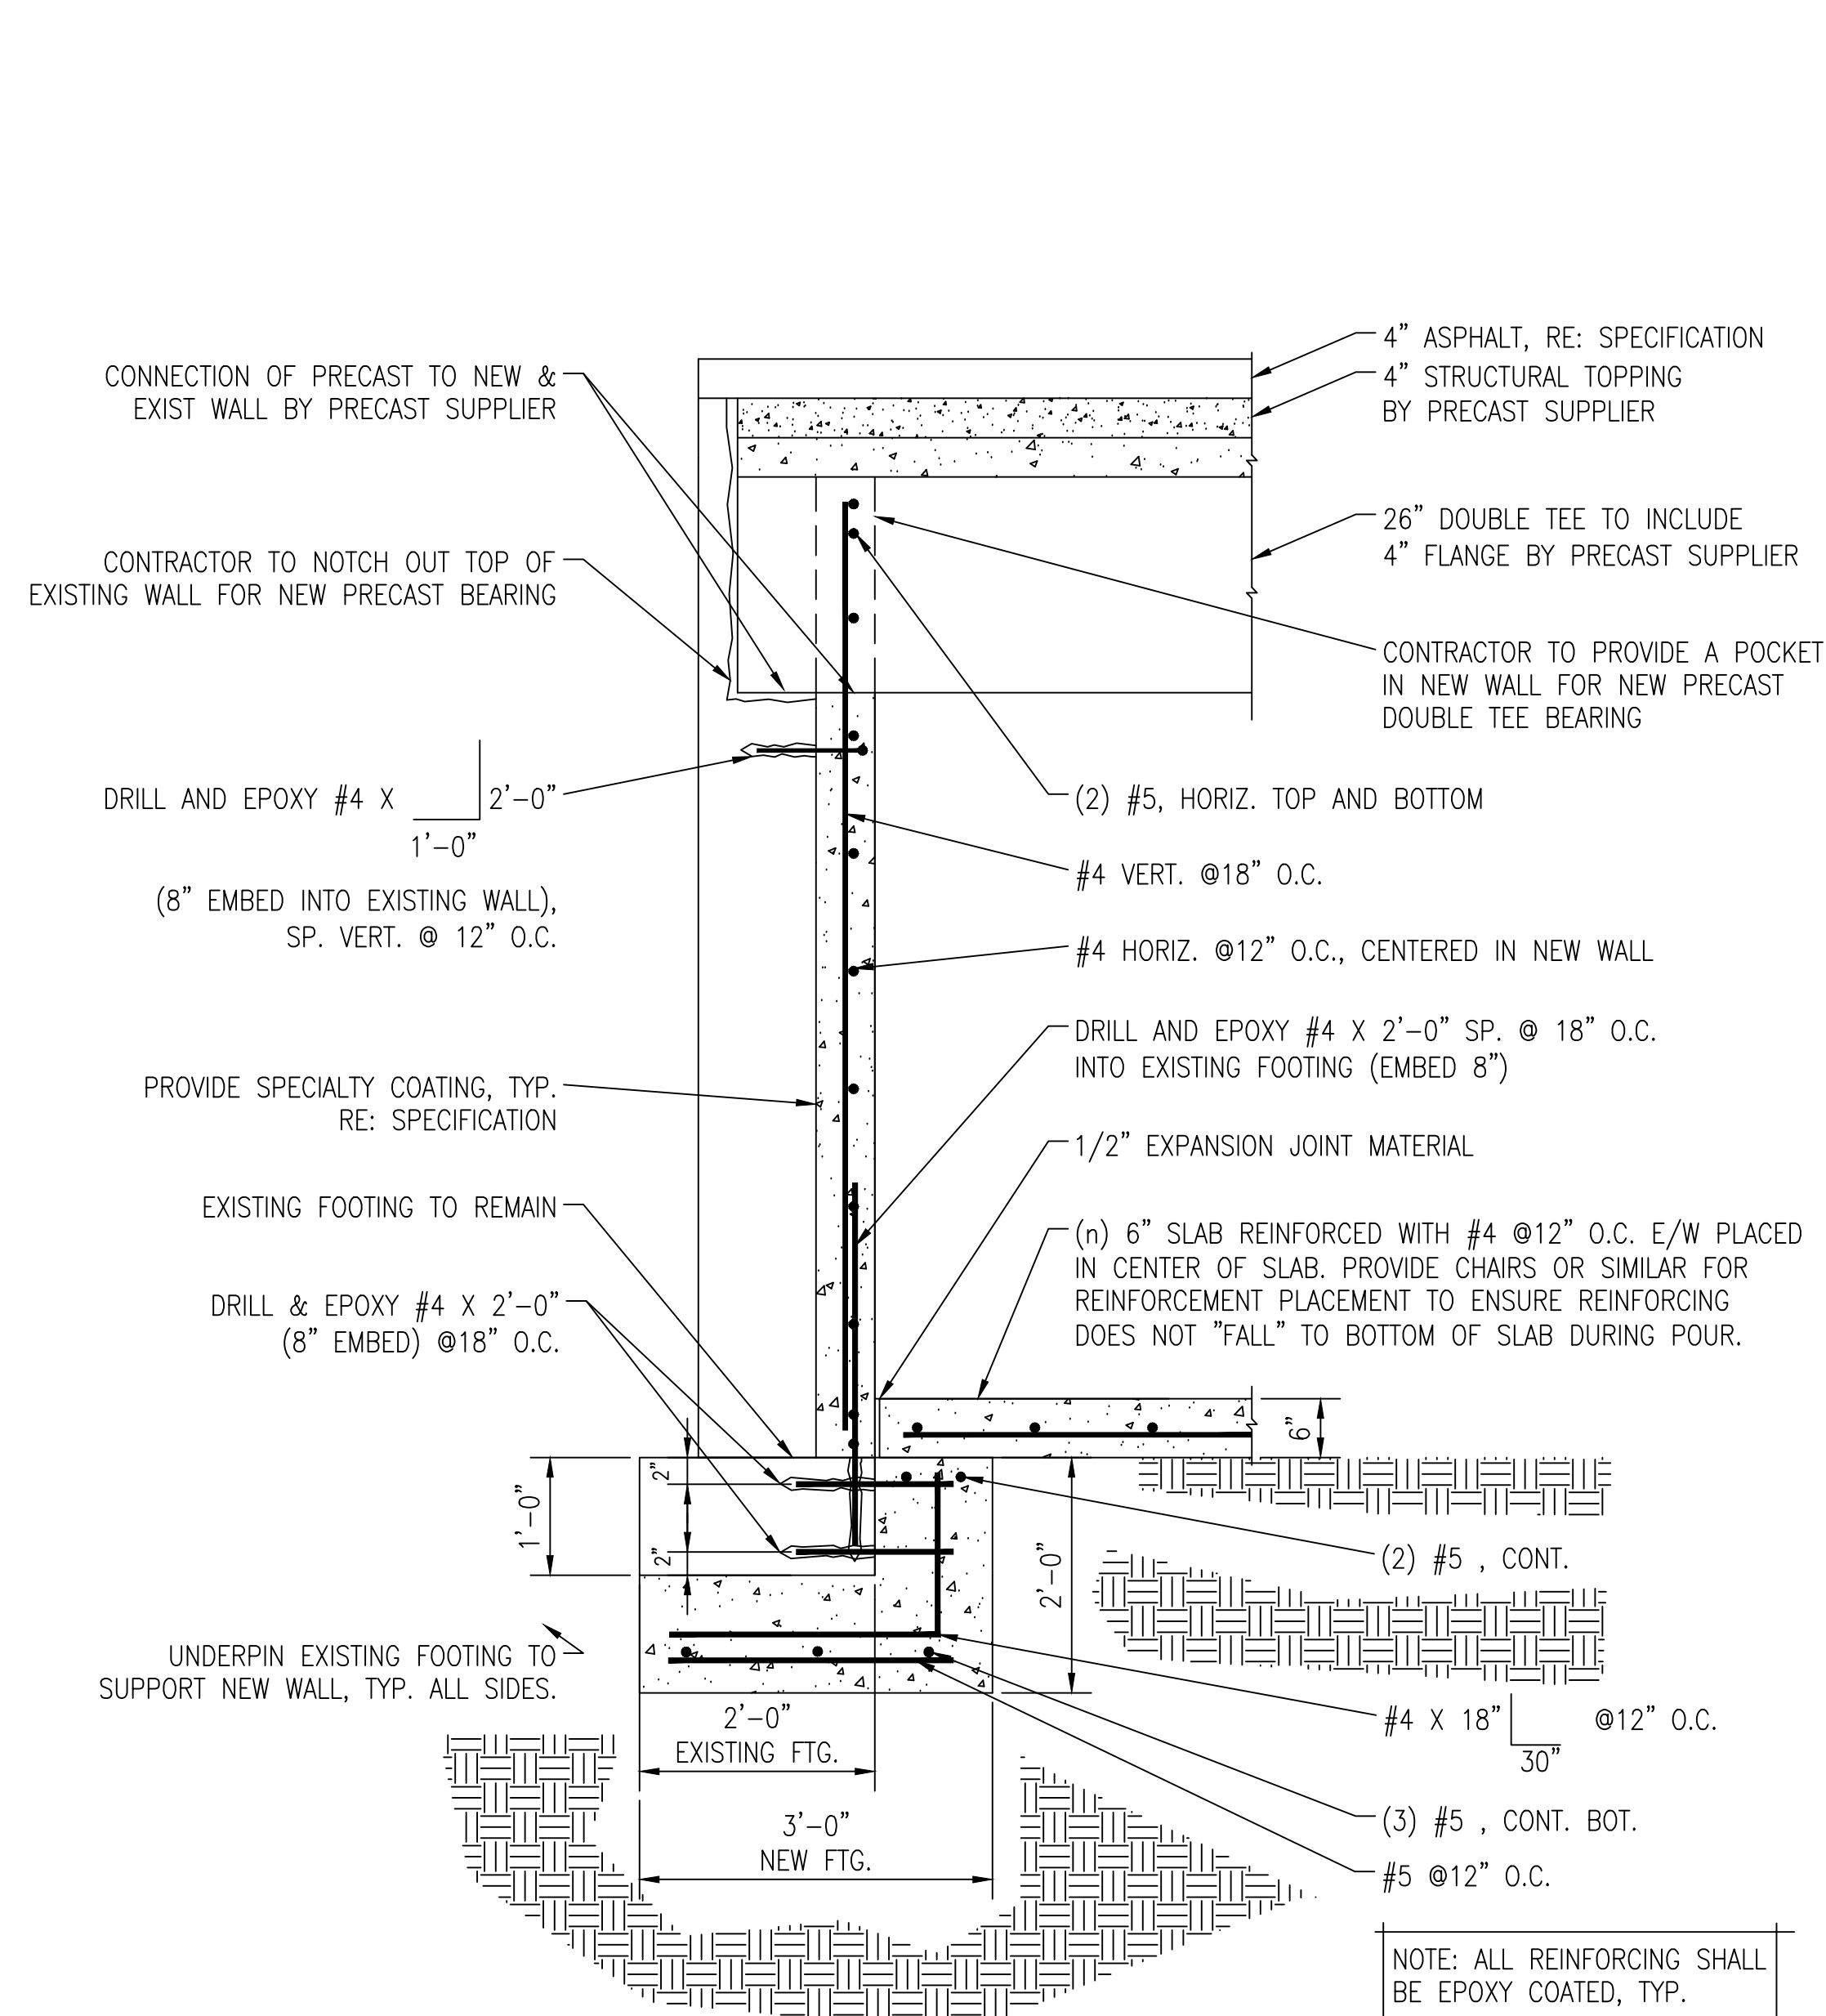 CONNECTION OF PRECAST TO NEW &
EXIST WALL BY PRECAST SUPPLIER
CONTRACTOR TO NOTCH OUT TOP OF
EXISTING WALL FOR NEW PRECAST BEARING
DRILL AND EPOXY #4 X 2'-0"
1'-0"
(8" EMBED INTO EXISTING WALL),
SP. VERT. @ 12" O.C.
PROVIDE SPECIALTY COATING, TYP.
RE: SPECIFICATION
EXISTING FOOTING TO REMAIN
DRILL & EPOXY #4 X 2'-0"
(8" EMBED) @18" O.C.
1'-0"
2"
2"
UNDERPIN EXISTING FOOTING TO
SUPPORT NEW WALL, TYP. ALL SIDES.
2'-0"
EXISTING FTG.
3'-0"
NEW FTG.
4" ASPHALT, RE: SPECIFICATION
4" STRUCTURAL TOPPING
BY PRECAST SUPPLIER
26" DOUBLE TEE TO INCLUDE
4" FLANGE BY PRECAST SUPPLIER
CONTRACTOR TO PROVIDE A POCKET
IN NEW WALL FOR NEW PRECAST
DOUBLE TEE BEARING
(2) #5, HORIZ. TOP AND BOTTOM
#4 VERT. @18" O.C.
#4 HORIZ. @12" O.C., CENTERED IN NEW WALL
DRILL AND EPOXY #4 X 2'-0" SP. @ 18" O.C.
INTO EXISTING FOOTING (EMBED 8")
1/2" EXPANSION JOINT MATERIAL
(n) 6" SLAB REINFORCED WITH #4 @12" O.C. E/W PLACED
IN CENTER OF SLAB. PROVIDE CHAIRS OR SIMILAR FOR
REINFORCEMENT PLACEMENT TO ENSURE REINFORCING
DOES NOT "FALL" TO BOTTOM OF SLAB DURING POUR.
6"
2'-0"
(2) #5 , CONT.
#4 X 18" @12" O.C.
30"
(3) #5 , CONT. BOT.
#5 @12" O.C.
NOTE: ALL REINFORCING SHALL
BE EPOXY COATED, TYP.